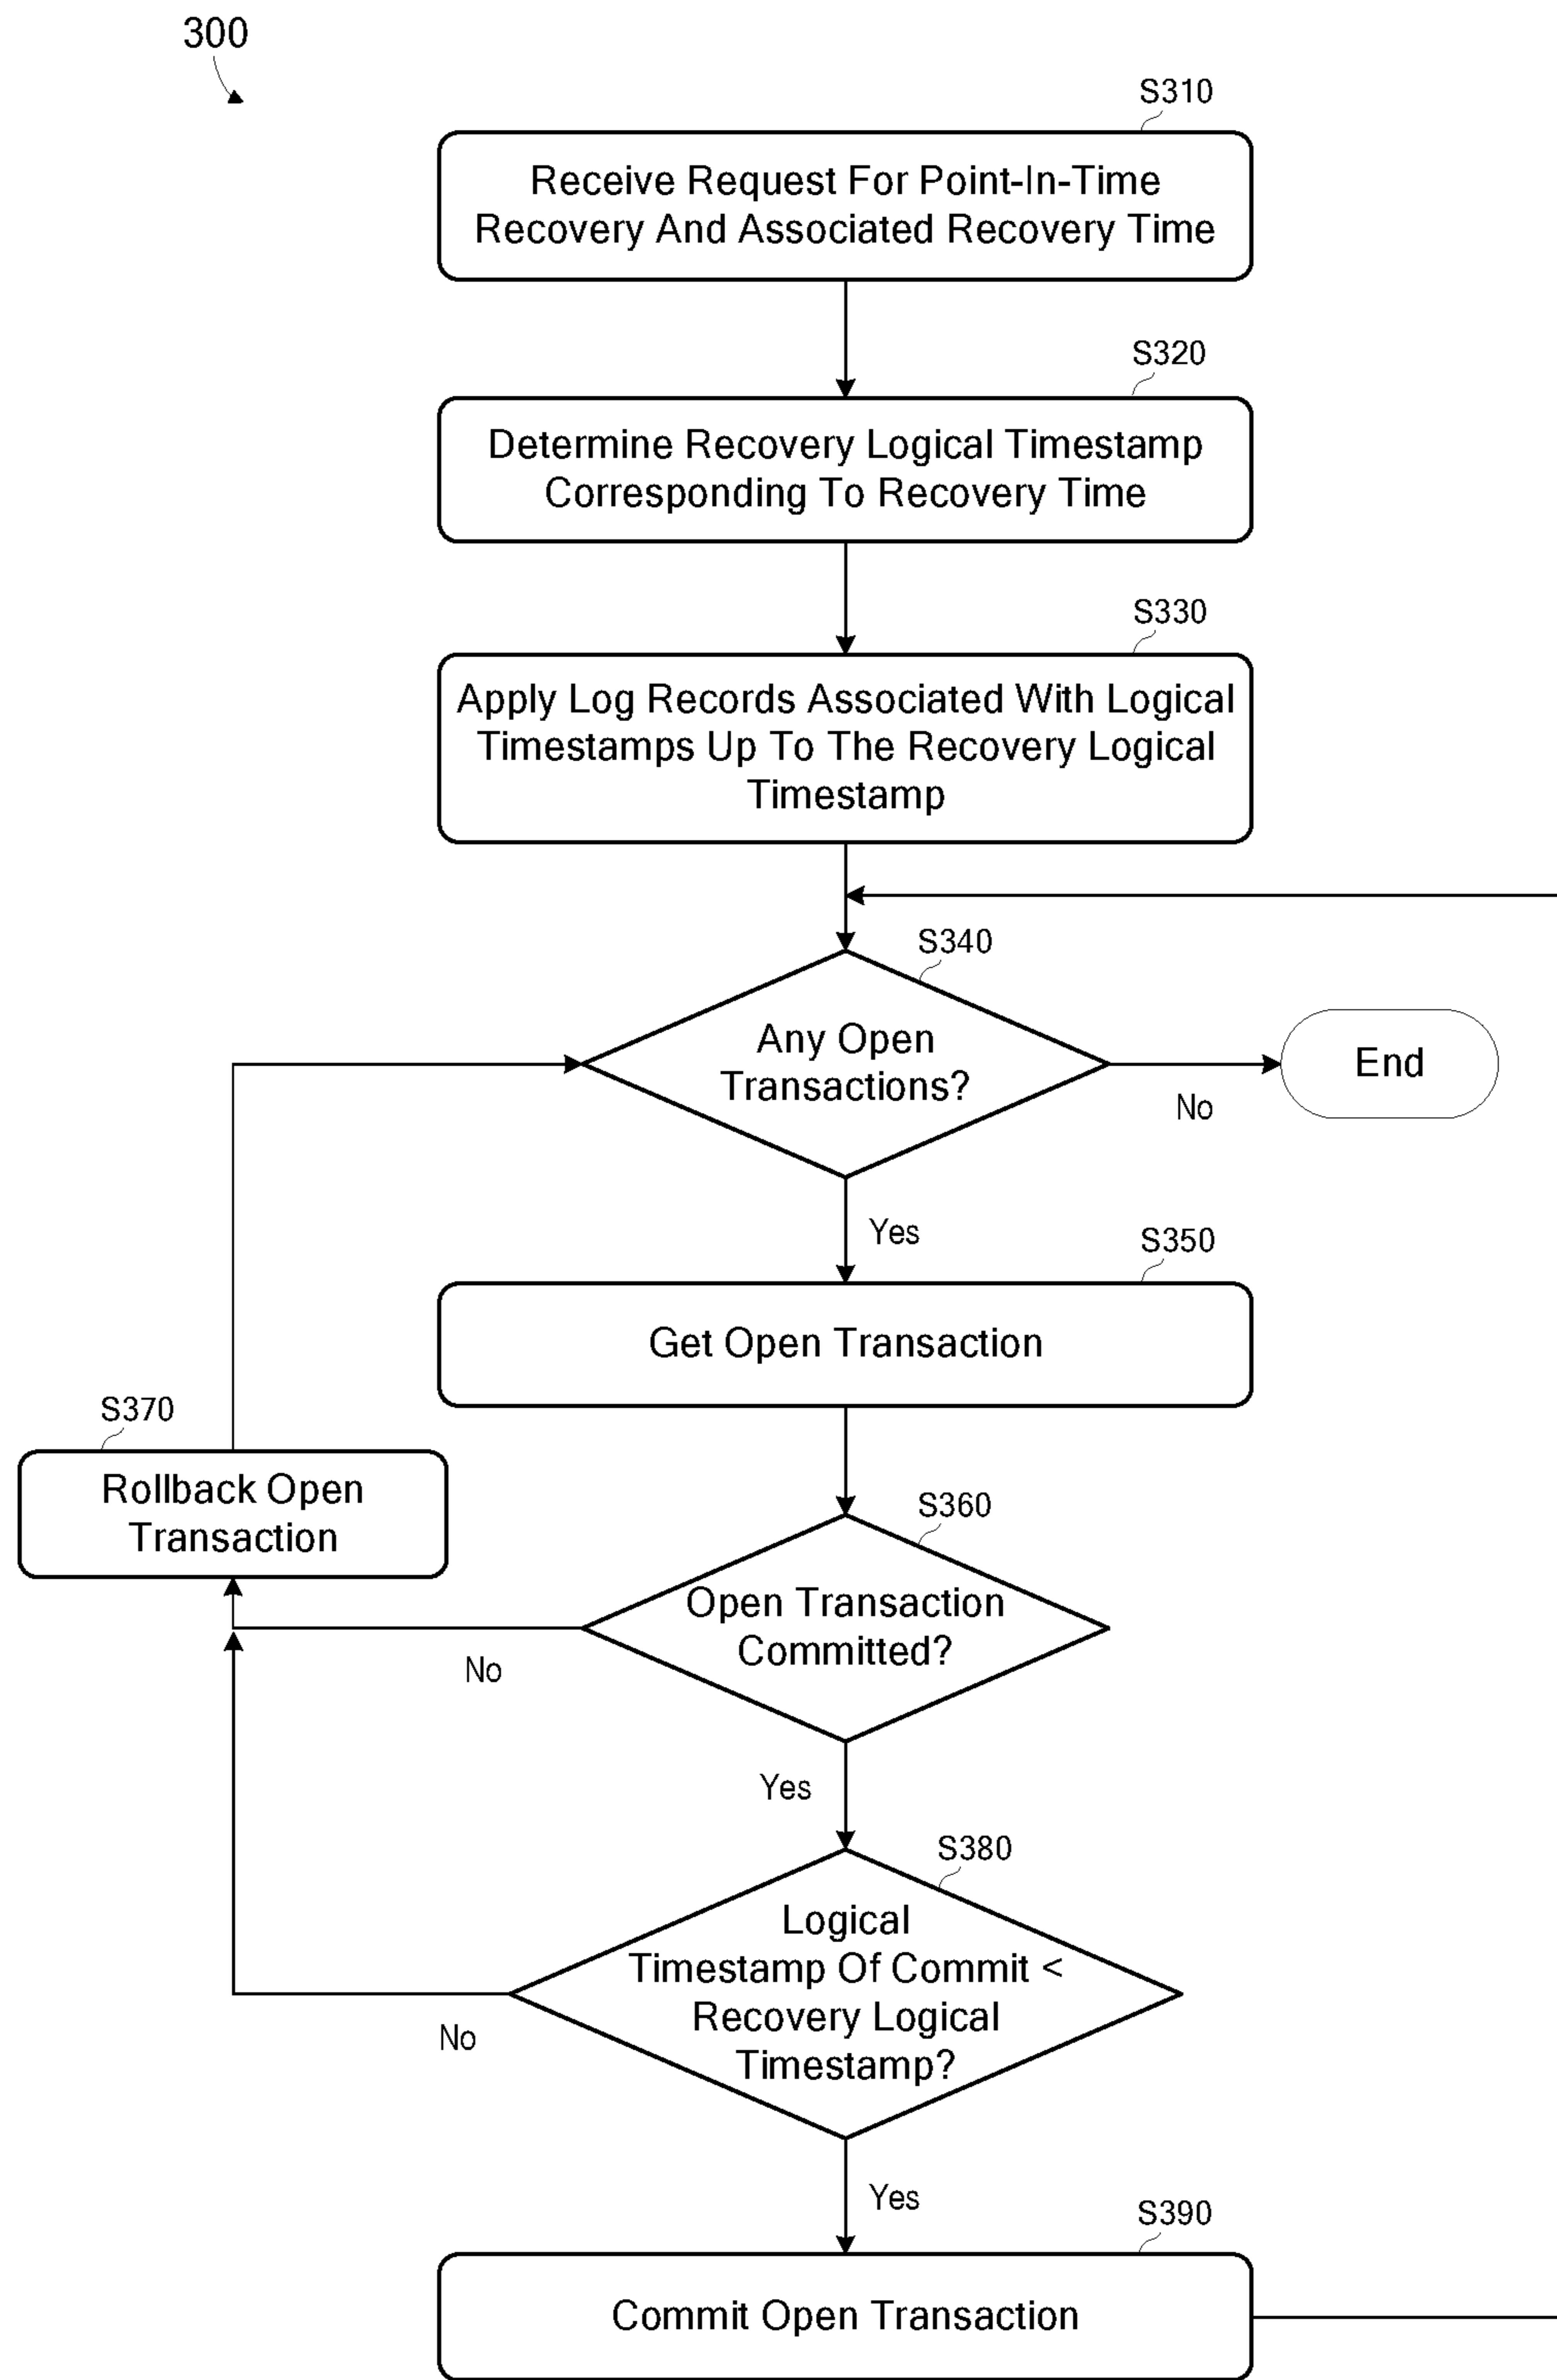 300
S310
Receive Request For Point-In-Time
Recovery And Associated Recovery Time
S320
Determine Recovery Logical Timestamp
Corresponding To Recovery Time
S330
Apply Log Records Associated With Logical
Timestamps Up To The Recovery Logical
Timestamp
S340
Any Open
Transactions?
End
No
Yes
S350
Get Open Transaction
S370
Rollback Open
Transaction
S360
Open Transaction
Committed?
No
Yes
S380
Logical
Timestamp Of Commit <
Recovery Logical
Timestamp?
No
Yes
S390
Commit Open Transaction